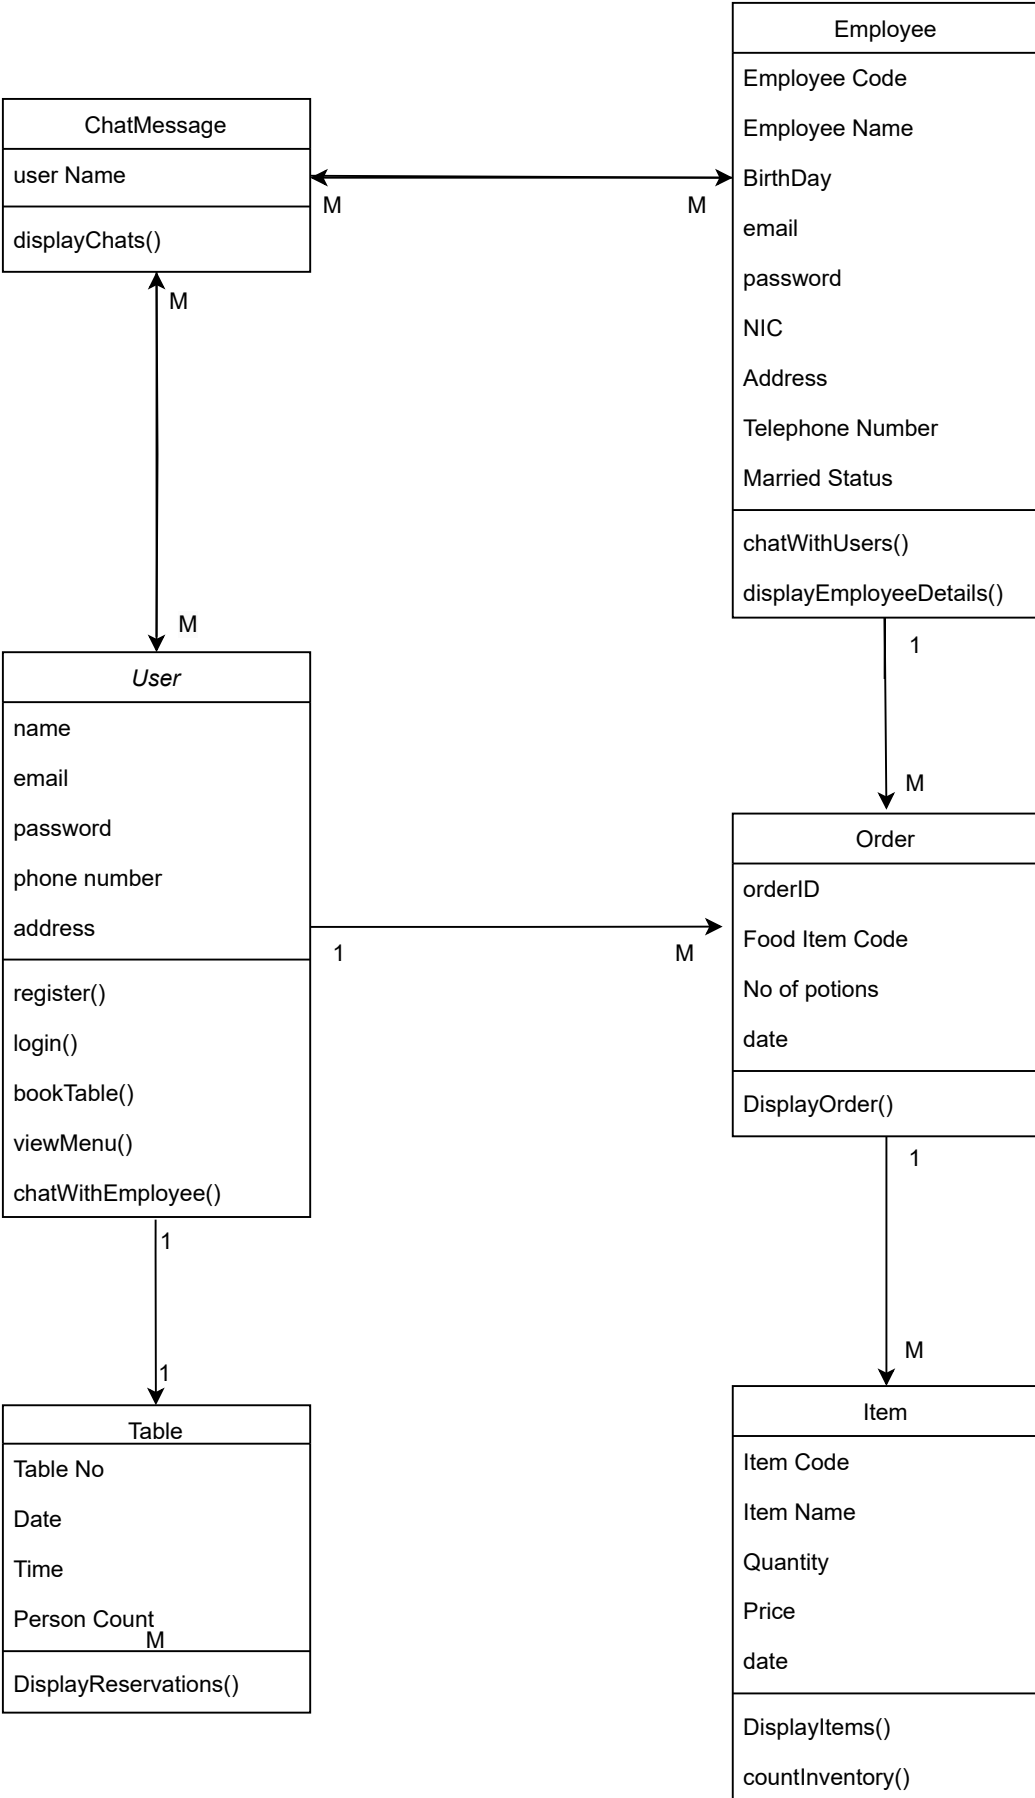 Employee
Employee Code
Employee Name
BirthDay
email
password
NIC
Address
Telephone Number
Married Status
chatWithUsers()
displayEmployeeDetails()
ChatMessage
user Name
displayChats()
M
M
M
M
User
name
email
password
phone number
address
register()
login()
bookTable()
viewMenu()
chatWithEmployee()
1
M
1
M
Order
orderID
Food Item Code
No of potions
date
DisplayOrder()
1
M
1
1
Table
Table No
Date
Time
Person Count
M
DisplayReservations()
Item
Item Code
Item Name
Quantity
Price
date
DisplayItems()
countInventory()